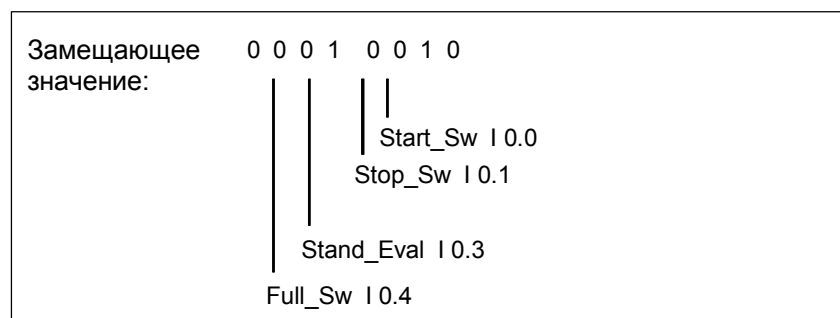 Замещающее 0 0 0 1 0 0 1 0
значение:
Start_Sw I 0.0
Stop_Sw I 0.1
Stand_Eval I 0.3
Full_Sw I 0.4